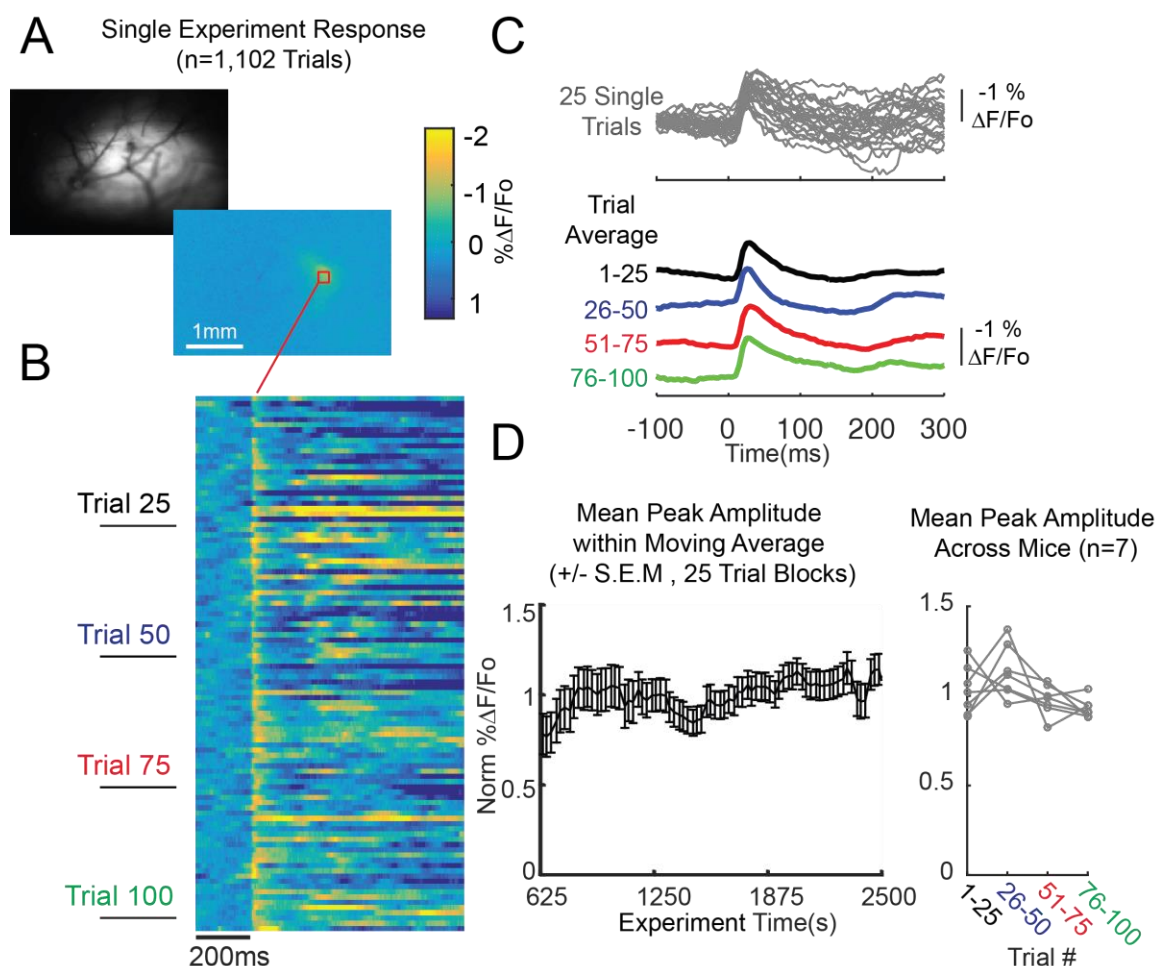 A
Single Experiment Response
(n=1,102 Trials)
-2
-1
0
1
%ΔF/Fo
1mm
B
Trial 25
Trial 50
Trial 75
Trial 100
200ms
C
25 Single
Trials
-1 %
ΔF/Fo
Trial
Average
1-25
26-50
51-75
76-100
-1 %
ΔF/Fo
-100
0
100
200
300
Time(ms)
D
Mean Peak Amplitude
within Moving Average
(+/- S.E.M , 25 Trial Blocks)
Norm %ΔF/Fo
1.5
1
0.5
0
625
1250
1875
2500
Experiment Time(s)
Mean Peak Amplitude
Across Mice (n=7)
1.5
1
0.5
0
1-25
26-50
51-75
76-100
Trial #